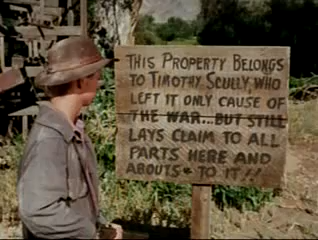 THIS PROPERTY BELONGS
TO TIMOTHY SCULLY, WHO
LEFT IT ONLY CAUSE OF
THE WAR...BUT STILL
LAYS CLAIM TO ALL
PARTS HERE AND
ABOUTS & TO IT!!